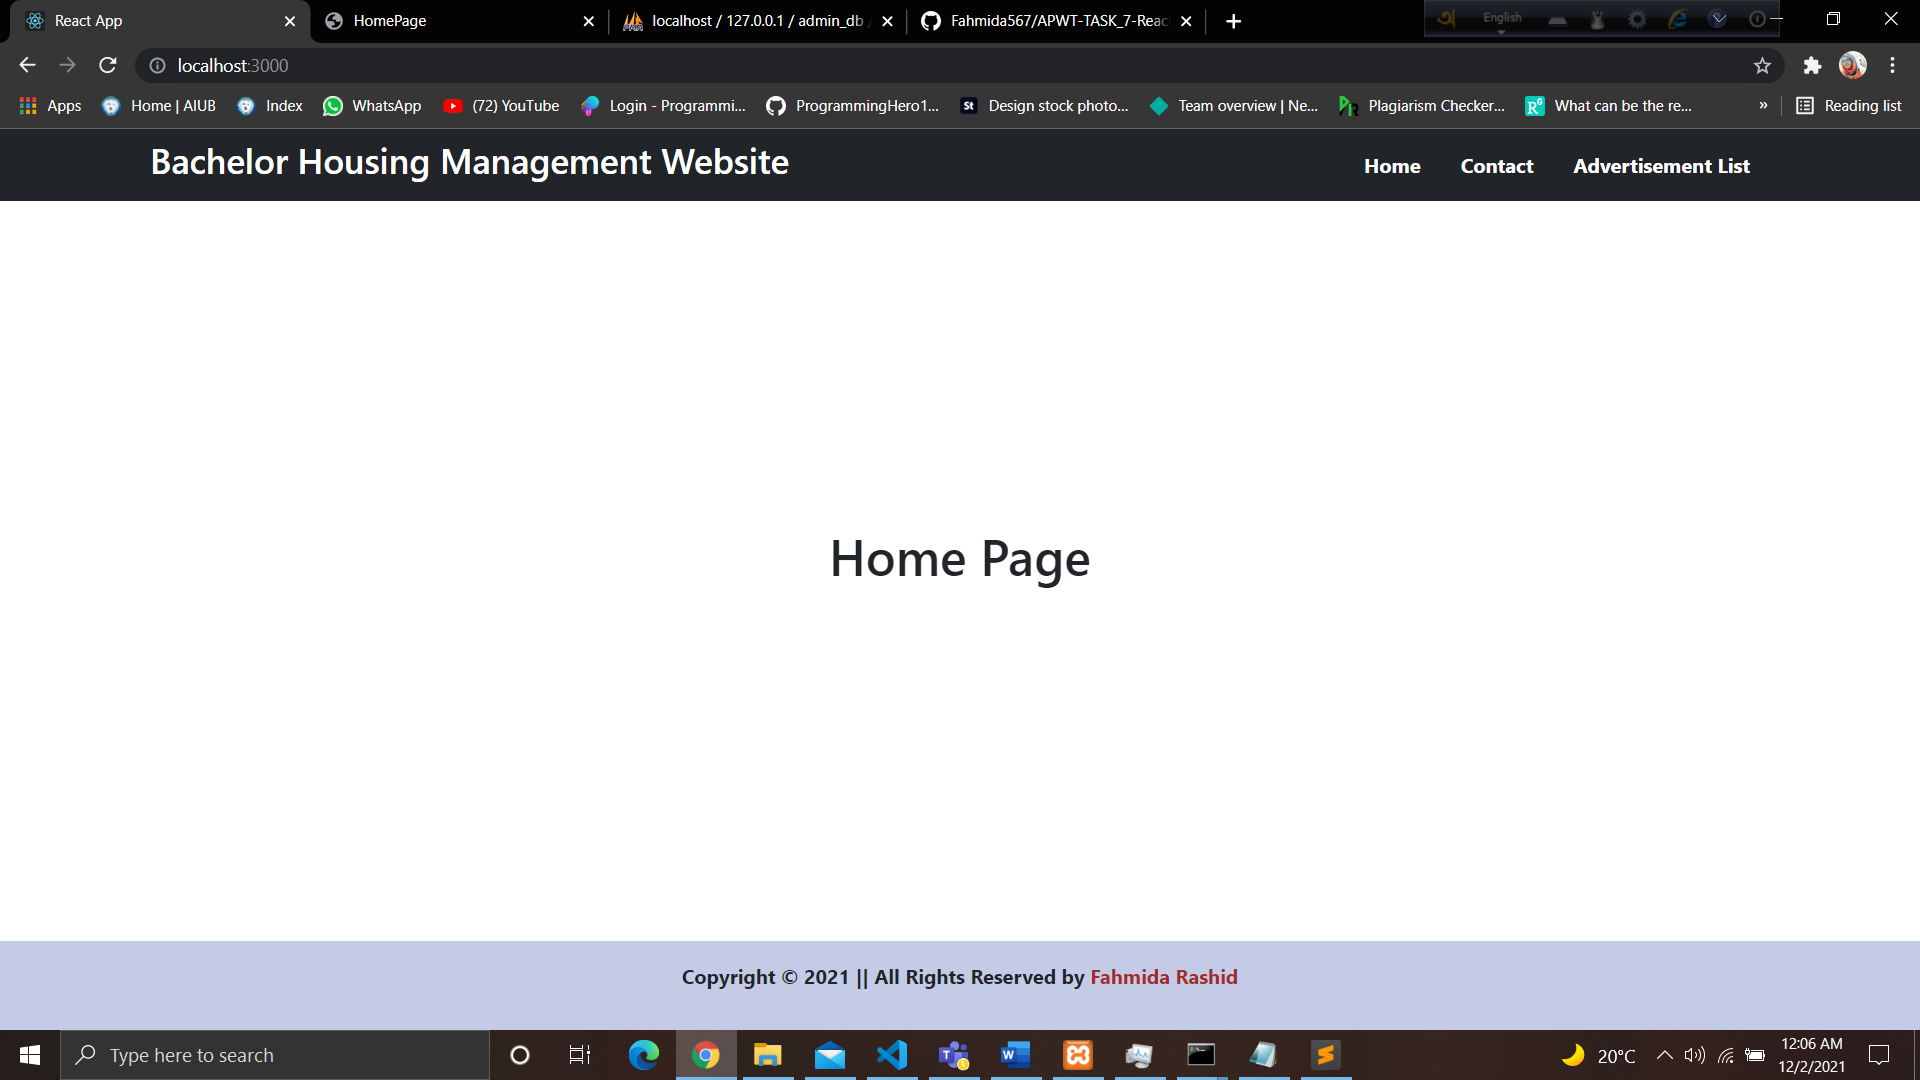 React App
HomePage
localhost / 127.0.0.1 / admin_db /
Fahmida567/APWT-TASK_7-Reac
English
localhost:3000
Apps
Home | AIUB
Index
WhatsApp
(72) YouTube
Login - Programmi...
ProgrammingHero1...
St
Design stock photo...
Team overview | Ne...
Plagiarism Checker...
What can be the re...
»
Reading list
Bachelor Housing Management Website
Home
Contact
Advertisement List
Home Page
Copyright © 2021 || All Rights Reserved by Fahmida Rashid
Type here to search
20°C
12:06 AM
12/2/2021